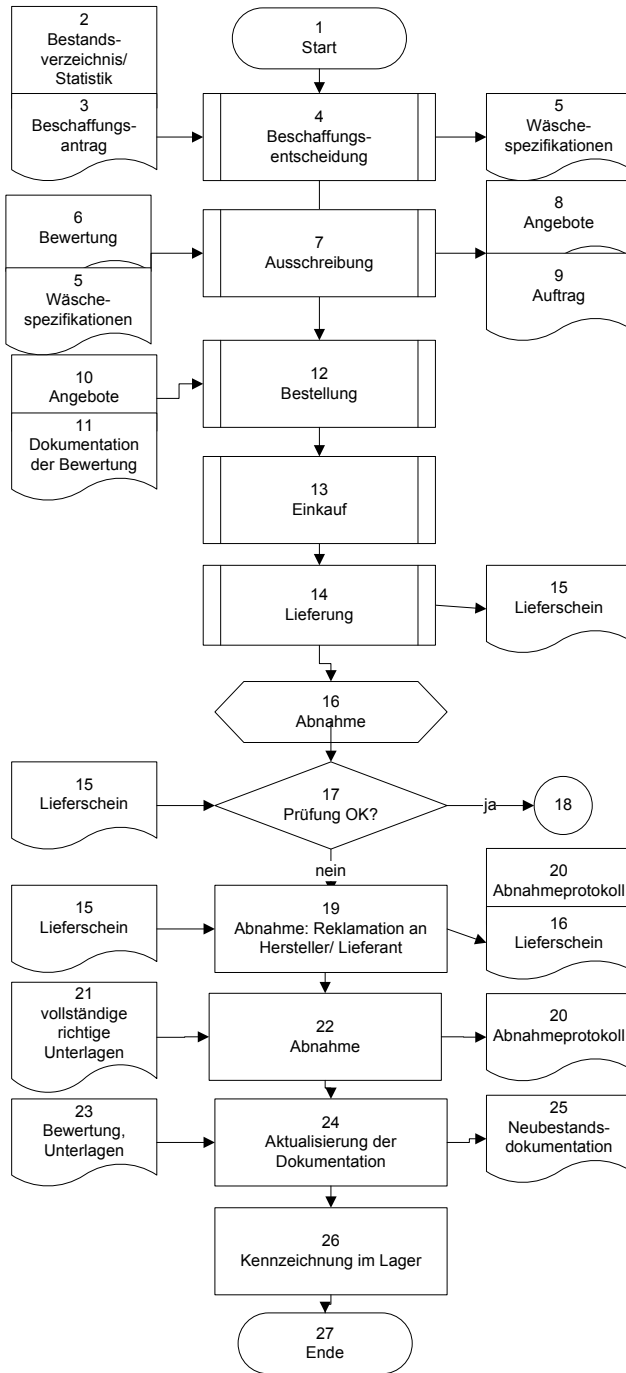 1
Start
2
Bestands-
verzeichnis/
Statistik
3
Beschaffungs-
antrag
4
Beschaffungs-
entscheidung
5
Wäsche-
spezifikationen
6
Bewertung
5
Wäsche-
spezifikationen
7
Ausschreibung
8
Angebote
9
Auftrag
10
Angebote
11
Dokumentation
der Bewertung
12
Bestellung
13
Einkauf
14
Lieferung
15
Lieferschein
16
Abnahme
15
Lieferschein
17
Prüfung OK?
ja
18
nein
15
Lieferschein
19
Abnahme: Reklamation an
Hersteller/ Lieferant
20
Abnahmeprotokoll
16
Lieferschein
21
vollständige
richtige
Unterlagen
22
Abnahme
20
Abnahmeprotokoll
23
Bewertung,
Unterlagen
24
Aktualisierung der
Dokumentation
25
Neubestands-
dokumentation
26
Kennzeichnung im Lager
27
Ende